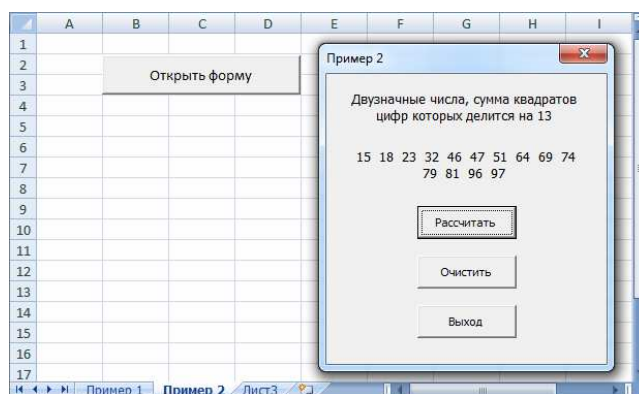 A B C D E F G H I
1
2
3
4
5
6
7
8
9
10
11
12
13
14
15
16
17
Открыть форму
Пример 2
Двузначные числа, сумма квадратов
цифр которых делится на 13
15 18 23 32 46 47 51 64 69 74
79 81 96 97
Рассчитать
Очистить
Выход
Пример 1 Пример 2 Лист3